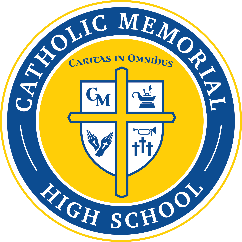 CATHOLIC MEMORIAL
CARITAS IN OMNIBUS
CM
HIGH SCHOOL